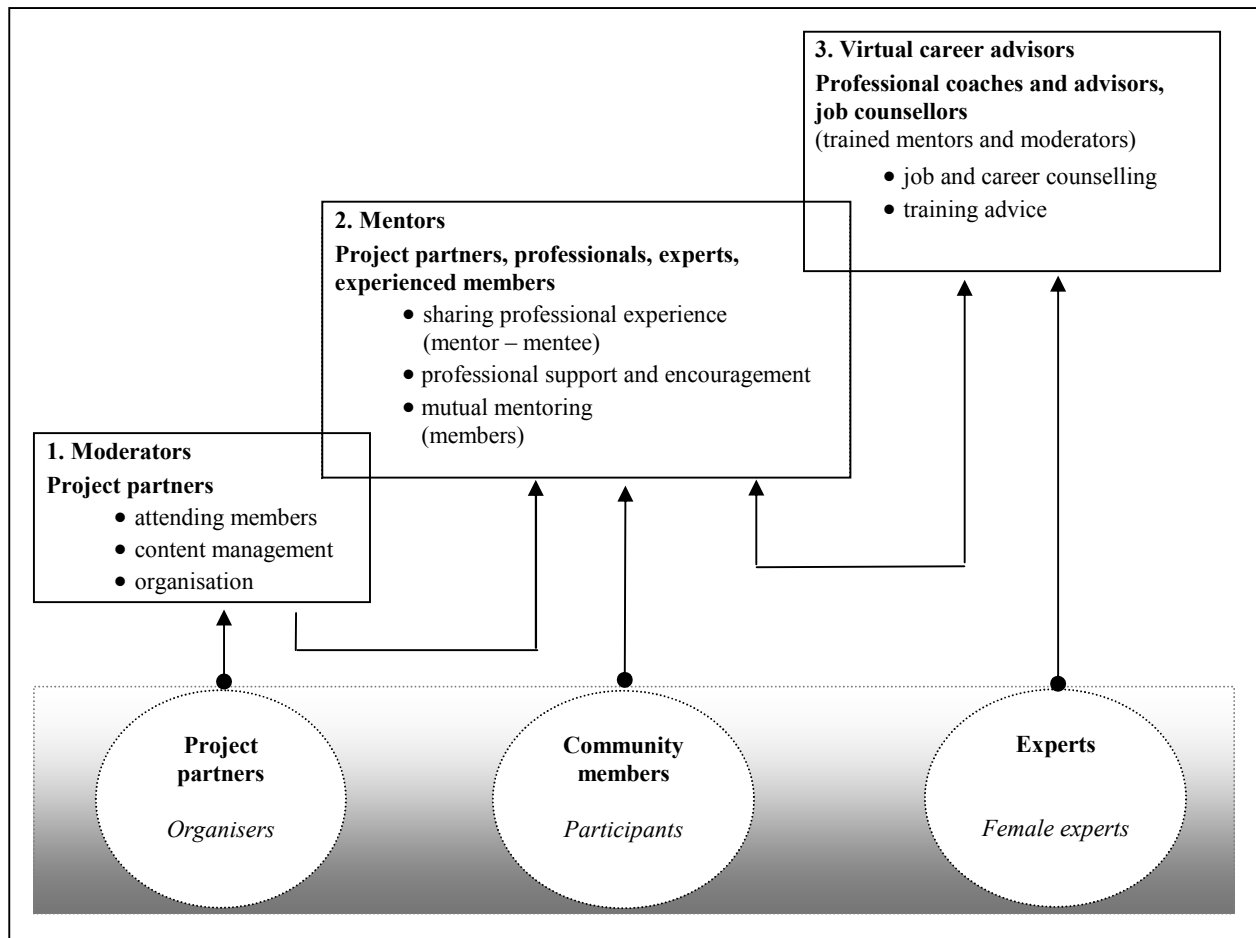 3. Virtual career advisors
Professional coaches and advisors,
job counsellors
(trained mentors and moderators)
• job and career counselling
• training advice
2. Mentors
Project partners, professionals, experts,
experienced members
• sharing professional experience
(mentor – mentee)
• professional support and encouragement
• mutual mentoring
(members)
1. Moderators
Project partners
• attending members
• content management
• organisation
Project
partners
Organisers
Community
members
Participants
Experts
Female experts